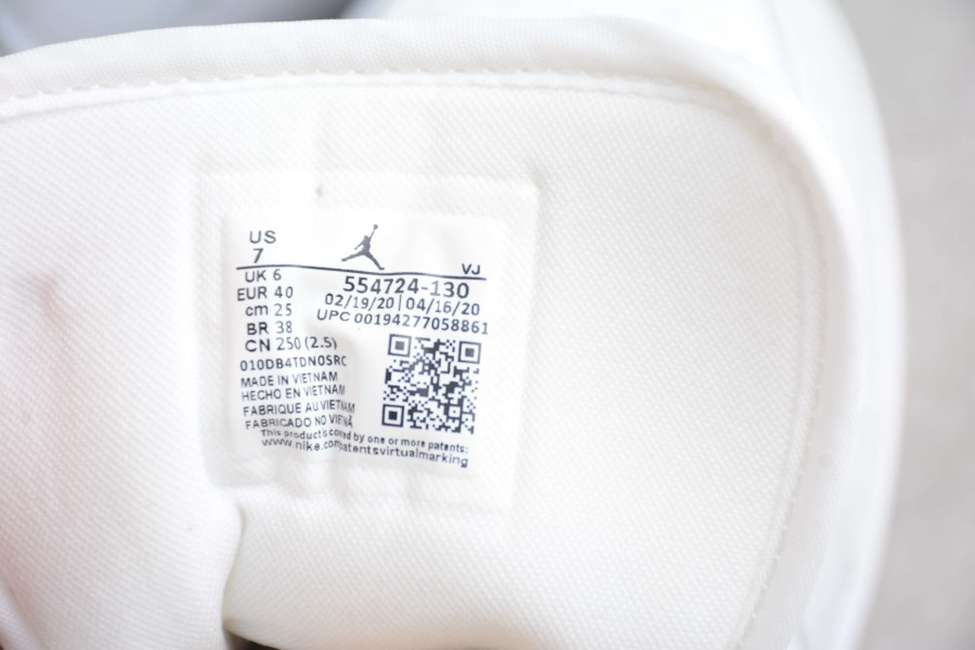 US
7
VJ
UK 6
EUR 40
cm 25
BR 38
CN 250 (2.5)
554724-130
02/19/20 | 04/16/20
UPC 00194277058861
010DB4TDN0SRC
MADE IN VIETNAM
HECHO EN VIETNAM
FABRIQUE AU VIETNAM
FABRICADO NO VIETNÃ
This product is by one or more patents:
www.nike.com patentsvirtualmarking